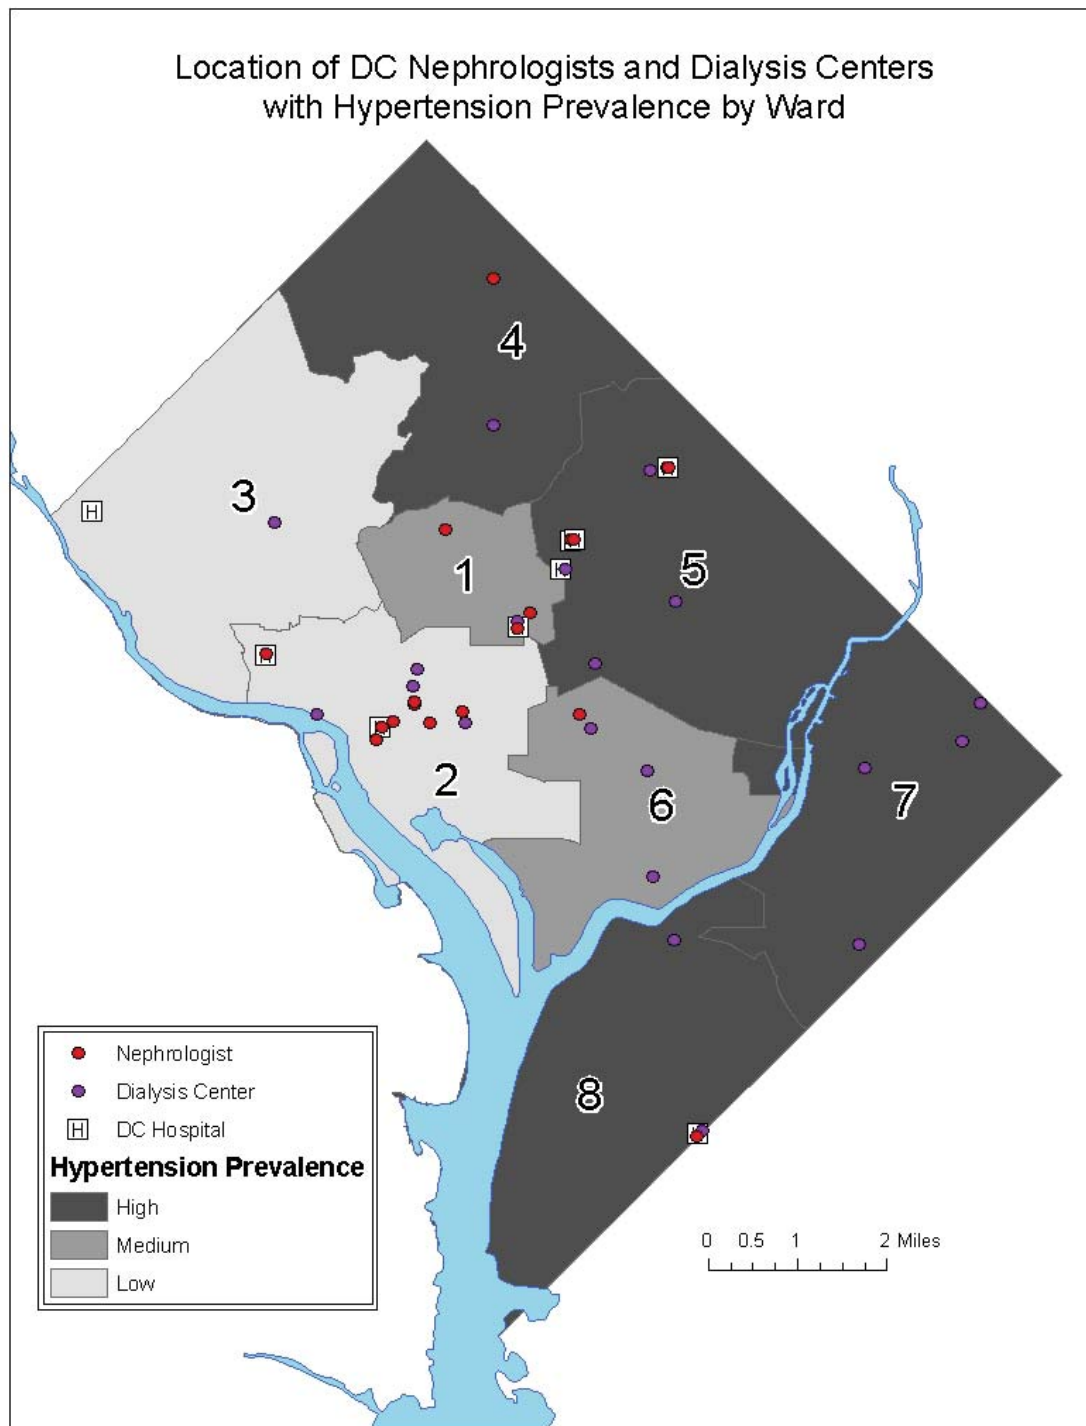 Location of DC Nephrologists and Dialysis Centers
with Hypertension Prevalence by Ward
4
3
1
5
2
6
7
8
H
Nephrologist
Dialysis Center
H DC Hospital
Hypertension Prevalence
High
Medium
Low
0 0.5 1 2 Miles